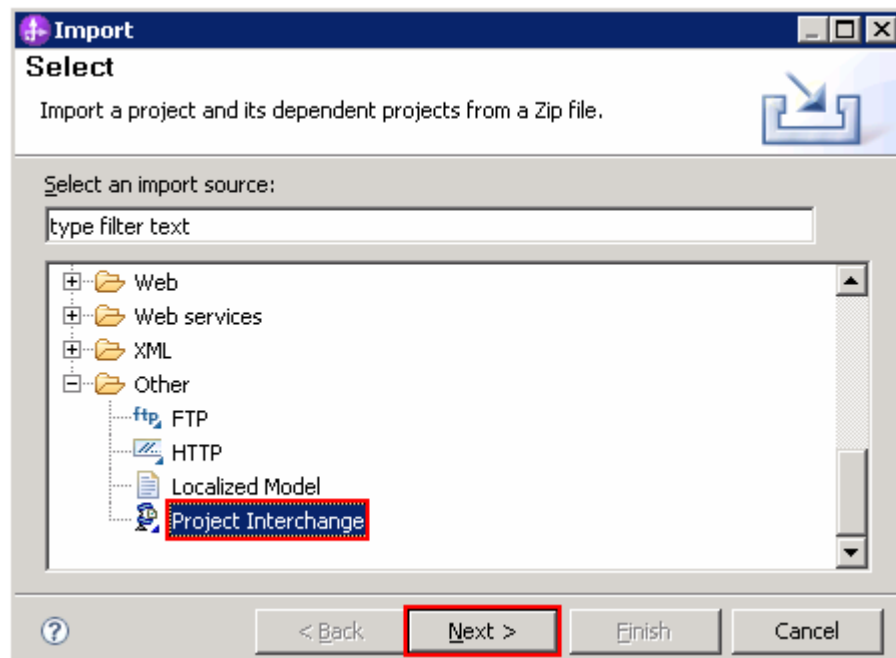 Import
Select
Import a project and its dependent projects from a Zip file.
Select an import source:
type filter text
Web
Web services
XML
Other
ftp FTP
HTTP
Localized Model
Project Interchange
? < Back Next > Finish Cancel